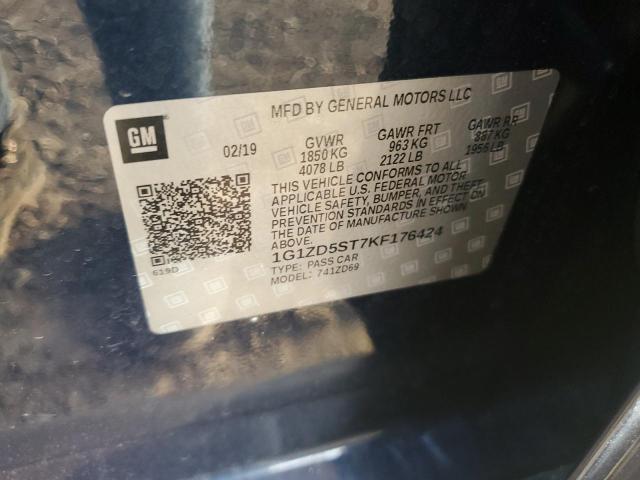 MFD BY GENERAL MOTORS LLC
GM
02/19
GVWR GAWR FRT GAWR RR
1850 KG 963 KG 887 KG
4078 LB 2122 LB 1956 LB
THIS VEHICLE CONFORMS TO ALL
APPLICABLE U.S. FEDERAL MOTOR
VEHICLE SAFETY, BUMPER, AND THEFT
PREVENTION STANDARDS IN EFFECT ON
THE DATE OF MANUFACTURE SHOWN
ABOVE.
1G1ZD5ST7KF176424
TYPE: PASS CAR
MODEL: 741ZD69
619D